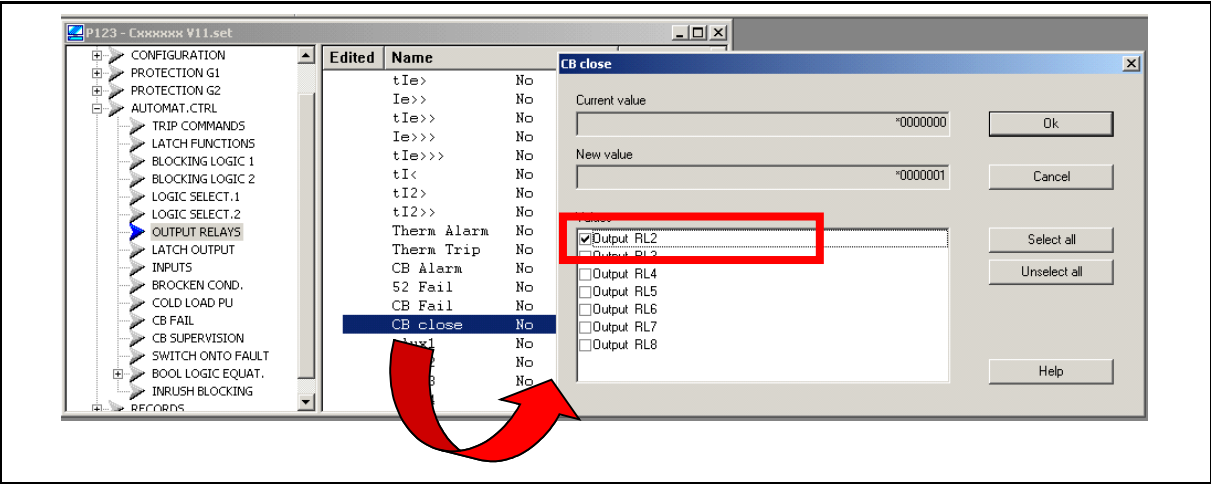 P123 - Cxxxxxx V11.set
CONFIGURATION
PROTECTION G1
PROTECTION G2
AUTOMAT.CTRL
TRIP COMMANDS
LATCH FUNCTIONS
BLOCKING LOGIC 1
BLOCKING LOGIC 2
LOGIC SELECT.1
LOGIC SELECT.2
OUTPUT RELAYS
LATCH OUTPUT
INPUTS
BROCKEN COND.
COLD LOAD PU
CB FAIL
CB SUPERVISION
SWITCH ONTO FAULT
BOOL LOGIC EQUAT.
INRUSH BLOCKING
RECORDS
Edited Name
tIe> No
Ie>> No
tIe>> No
Ie>>> No
tIe>>> No
tI< No
tI2> No
tI2>> No
Therm Alarm No
Therm Trip No
CB Alarm No
52 Fail No
CB Fail No
CB close No
No
No
No
CB close
Current value
*0000000
New value
*0000001
Output RL2
Output RL3
Output RL4
Output RL5
Output RL6
Output RL7
Output RL8
Ok
Cancel
Select all
Unselect all
Help